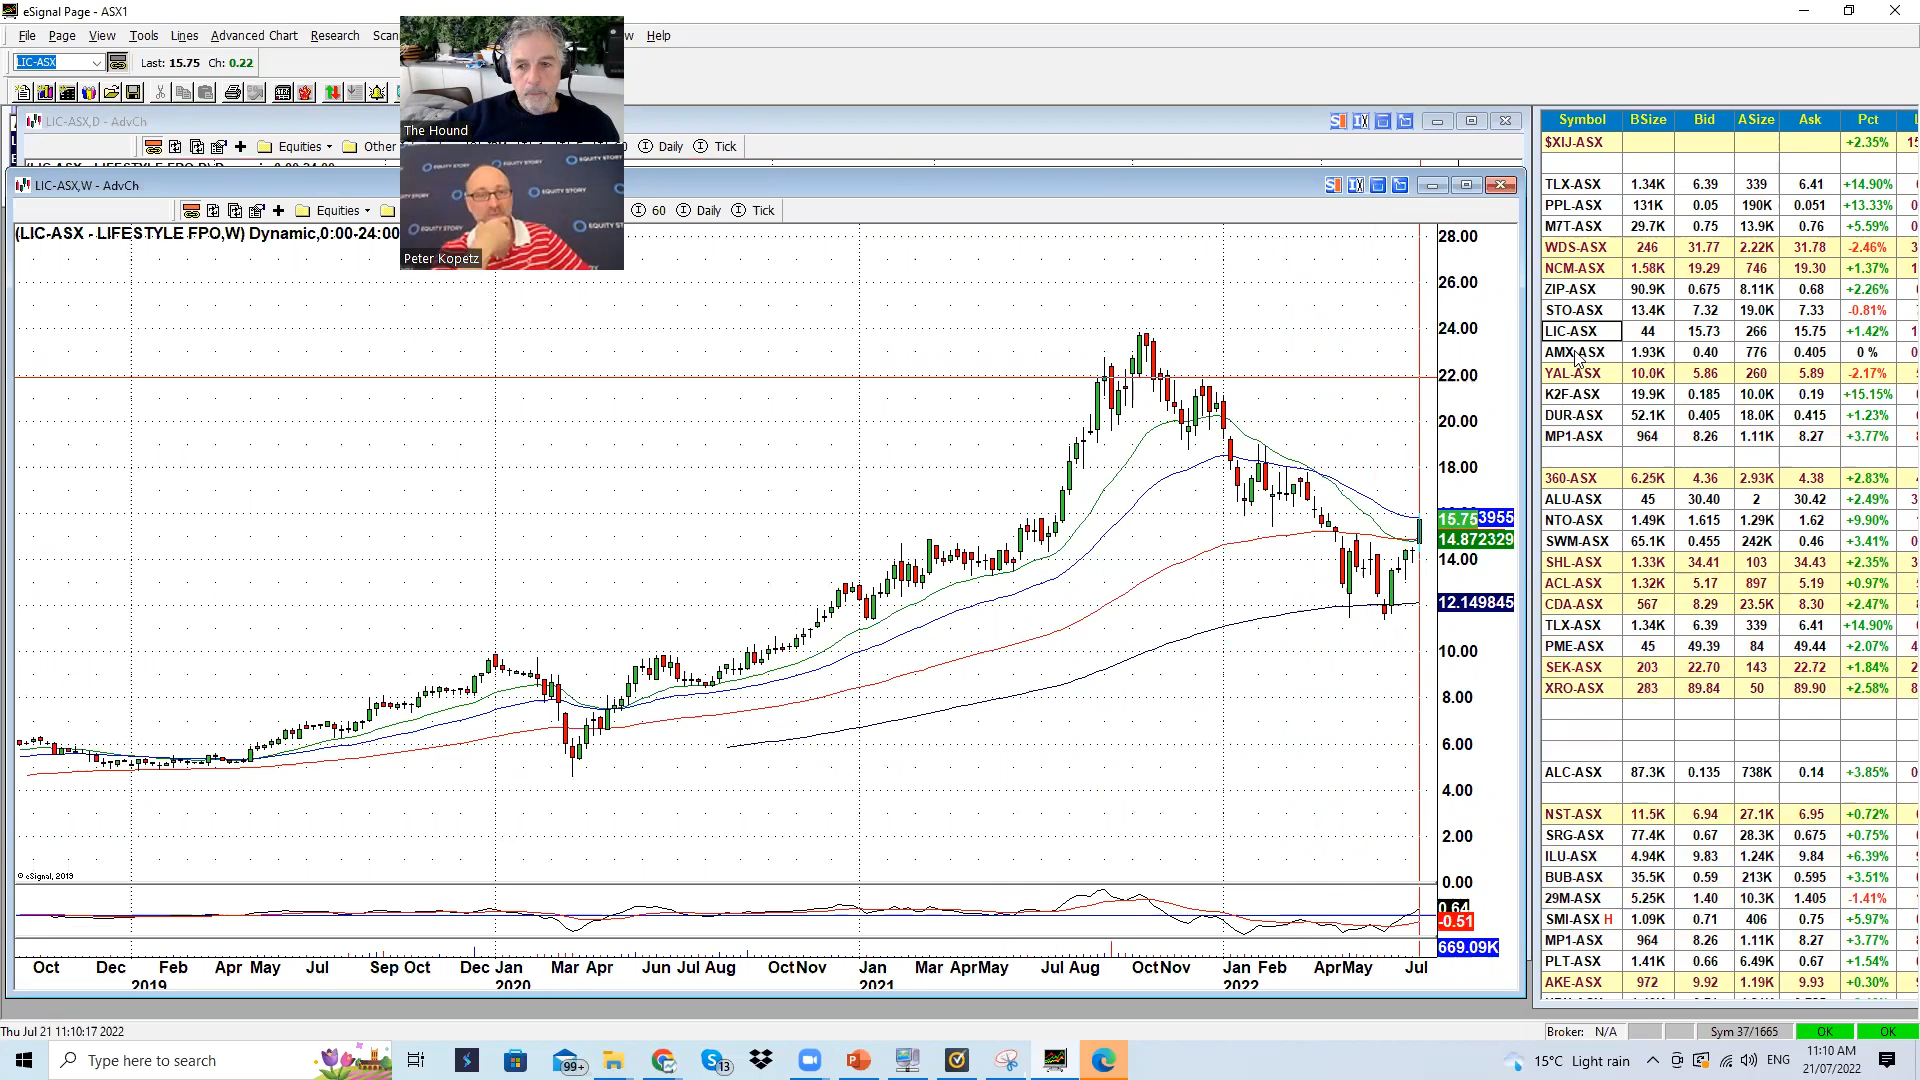 eSignal Page - ASX1
File Page View Tools Lines Advanced Chart Research Scan w Help
LIC-ASX Last: 15.75 Ch: 0.22
The Hound
EQUITY STORY
Peter Kopetz
LIC-ASX,D - AdvCh
Equities Other Daily Tick
LIC-ASX,W - AdvCh
Equities 60 Daily Tick
(LIC-ASX - LIFESTYLE FPO,W) Dynamic,0:00-24:00
28.00
26.00
24.00
22.00
20.00
18.00
15.75 3955
14.872329
14.00
12.149845
10.00
8.00
6.00
4.00
2.00
0.00
© eSignal, 2019
0.64
-0.51
669.09K
Oct Dec Feb Apr May Jul Sep Oct Dec Jan Mar Apr Jun Jul Aug Oct Nov Jan Mar Apr May Jul Aug Oct Nov Jan Feb Apr May Jul
2019 2020 2021 2022
Symbol BSize Bid ASize Ask Pct
$XIJ-ASX +2.35% 15
TLX-ASX 1.34K 6.39 339 6.41 +14.90%
PPL-ASX 131K 0.05 190K 0.051 +13.33%
M7T-ASX 29.7K 0.75 13.9K 0.76 +5.59%
WDS-ASX 246 31.77 2.22K 31.78 -2.46%
NCM-ASX 1.58K 19.29 746 19.30 +1.37%
ZIP-ASX 90.9K 0.675 8.11K 0.68 +2.26%
STO-ASX 13.4K 7.32 19.0K 7.33 -0.81%
LIC-ASX 44 15.73 266 15.75 +1.42%
AMX-ASX 1.93K 0.40 776 0.405 0 %
YAL-ASX 10.0K 5.86 260 5.89 -2.17%
K2F-ASX 19.9K 0.185 10.0K 0.19 +15.15%
DUR-ASX 52.1K 0.405 18.0K 0.415 +1.23%
MP1-ASX 964 8.26 1.11K 8.27 +3.77%
360-ASX 6.25K 4.36 2.93K 4.38 +2.83%
ALU-ASX 45 30.40 2 30.42 +2.49%
NTO-ASX 1.49K 1.615 1.29K 1.62 +9.90%
SWM-ASX 65.1K 0.455 242K 0.46 +3.41%
SHL-ASX 1.33K 34.41 103 34.43 +2.35%
ACL-ASX 1.32K 5.17 897 5.19 +0.97%
CDA-ASX 567 8.29 23.5K 8.30 +2.47%
TLX-ASX 1.34K 6.39 339 6.41 +14.90%
PME-ASX 45 49.39 84 49.44 +2.07%
SEK-ASX 203 22.70 143 22.72 +1.84%
XRO-ASX 283 89.84 50 89.90 +2.58%
ALC-ASX 87.3K 0.135 738K 0.14 +3.85%
NST-ASX 11.5K 6.94 27.1K 6.95 +0.72%
SRG-ASX 77.4K 0.67 28.3K 0.675 +0.75%
ILU-ASX 4.94K 9.83 1.24K 9.84 +6.39%
BUB-ASX 35.5K 0.59 213K 0.595 +3.51%
29M-ASX 5.25K 1.40 10.3K 1.405 -1.41%
SMI-ASX H 1.09K 0.71 406 0.75 +5.97%
MP1-ASX 964 8.26 1.11K 8.27 +3.77%
PLT-ASX 1.41K 0.66 6.49K 0.67 +1.54%
AKE-ASX 972 9.92 1.19K 9.93 +0.30%
Thu Jul 21 11:10:17 2022
Broker: N/A Sym 37/1665 OK OK
Type here to search
99+
13
15°C Light rain
ENG
11:10 AM
21/07/2022